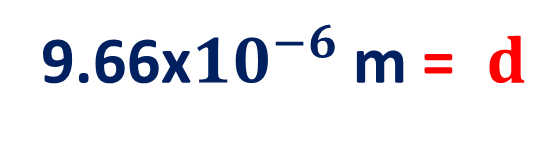 9.66x10⁻⁶ m = d